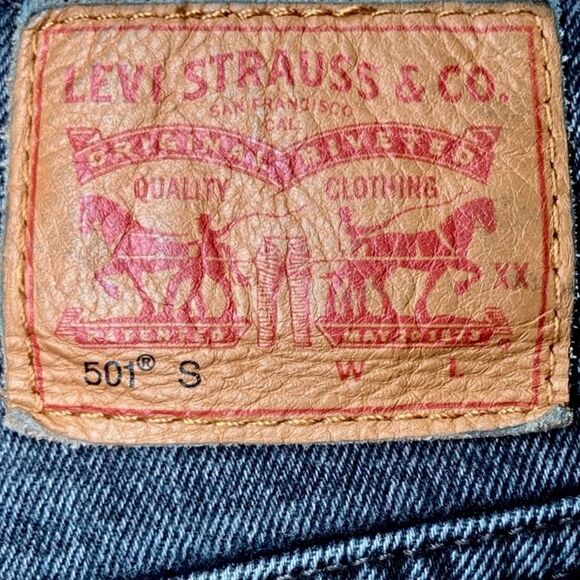 LEVI STRAUSS & CO.
SAN FRANCISCO
CAL.
ORIGINAL RIVETED
QUALITY CLOTHING
XX
501® S W L